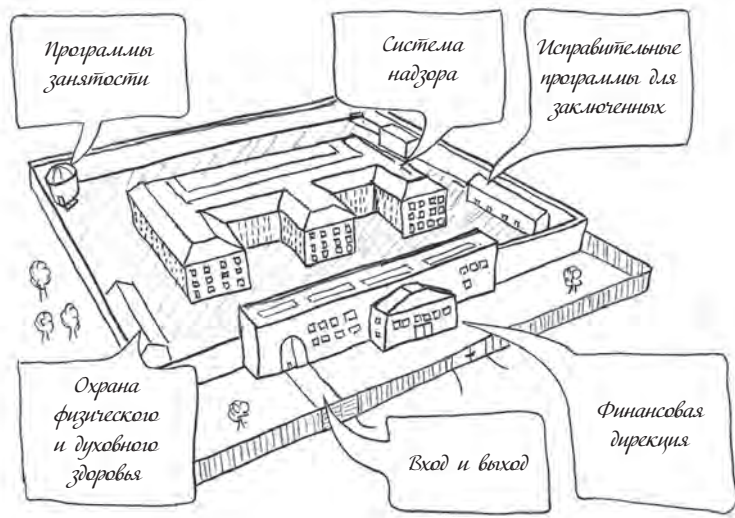 Программы
занятости
Система
надзора
Исправительные
программы для
заключенных
Охрана
физического
и духовного
здоровья
Вход и выход
Финансовая
дирекция